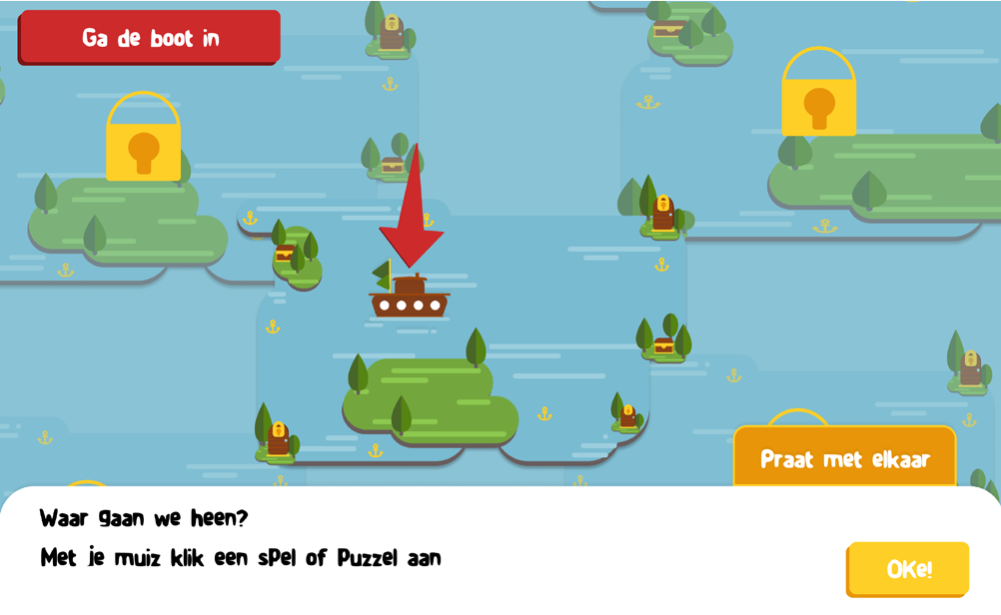 Ga de boot in
Praat met elkaar
Waar gaan we heen?
Met je muiz klik een spel of Puzzel aan
OKe!